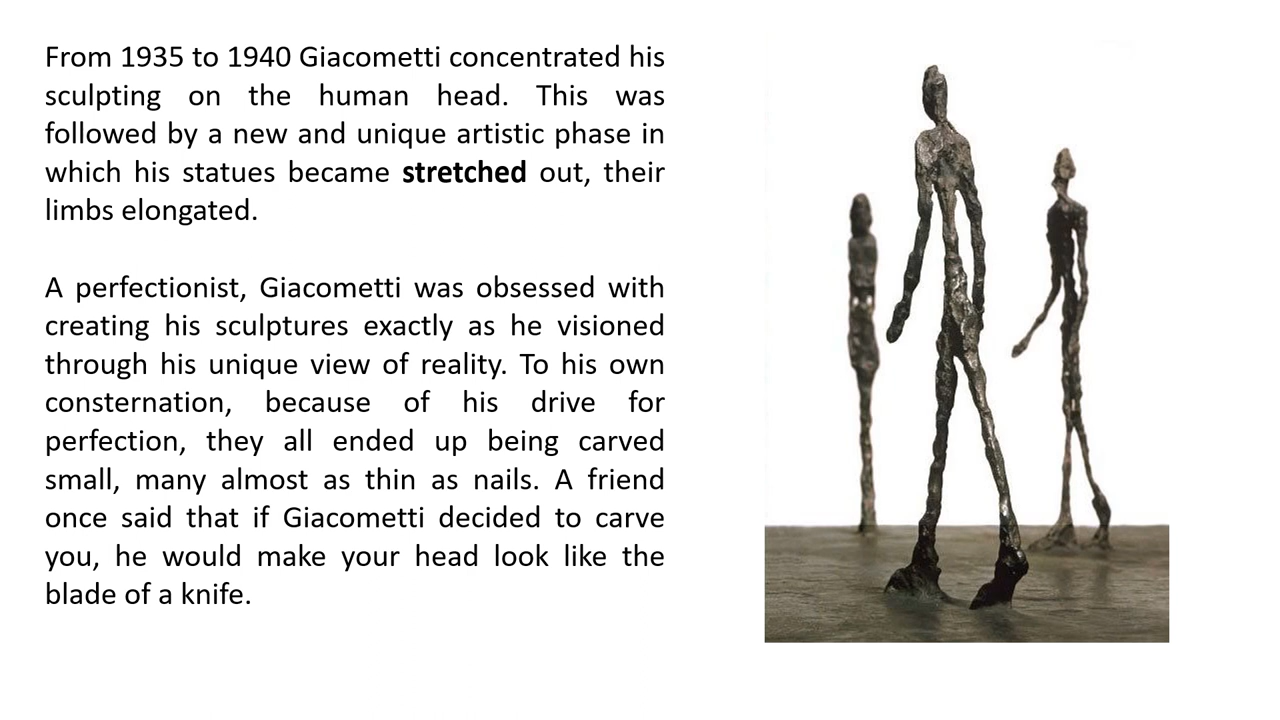 From 1935 to 1940 Giacometti concentrated his
sculpting on the human head. This was
followed by a new and unique artistic phase in
which his statues became stretched out, their
limbs elongated.
A perfectionist, Giacometti was obsessed with
creating his sculptures exactly as he visioned
through his unique view of reality. To his own
consternation, because of his drive for
perfection, they all ended up being carved
small, many almost as thin as nails. A friend
once said that if Giacometti decided to carve
you, he would make your head look like the
blade of a knife.